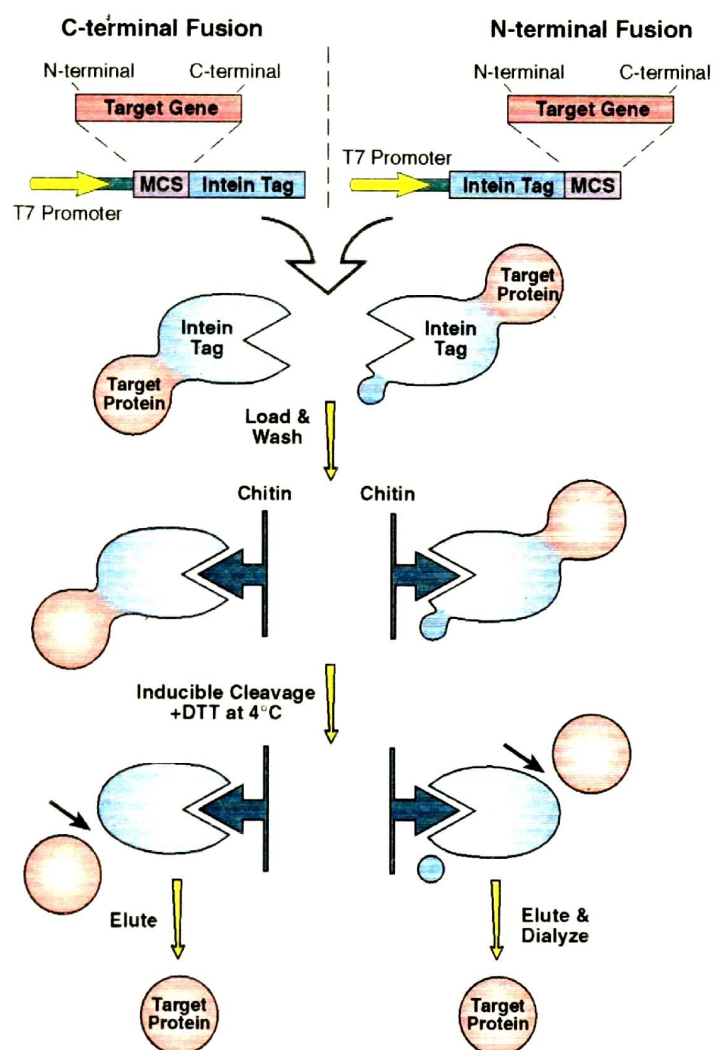 C-terminal Fusion
N-terminal
C-terminal
Target Gene
MCS
Intein Tag
T7 Promoter
N-terminal Fusion
N-terminal
C-terminal
Target Gene
T7 Promoter
Intein Tag
MCS
Intein
Tag
Target
Protein
Target
Protein
Intein
Tag
Load &
Wash
Chitin
Chitin
Inducible Cleavage
+DTT at 4°C
Elute
Elute &
Dialyze
Target
Protein
Target
Protein